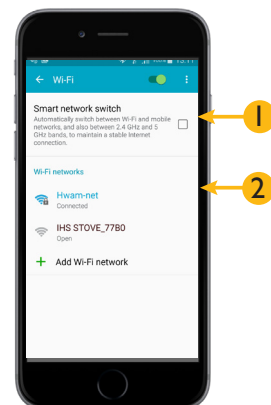 15:11
Wi-Fi
Smart network switch
Automatically switch between Wi-Fi and mobile
networks, and also between 2.4 GHz and 5
GHz bands, to maintain a stable Internet
connection.
1
Wi-Fi networks
2
Hwam-net
Connected
IHS STOVE_77B0
Open
+ Add Wi-Fi network